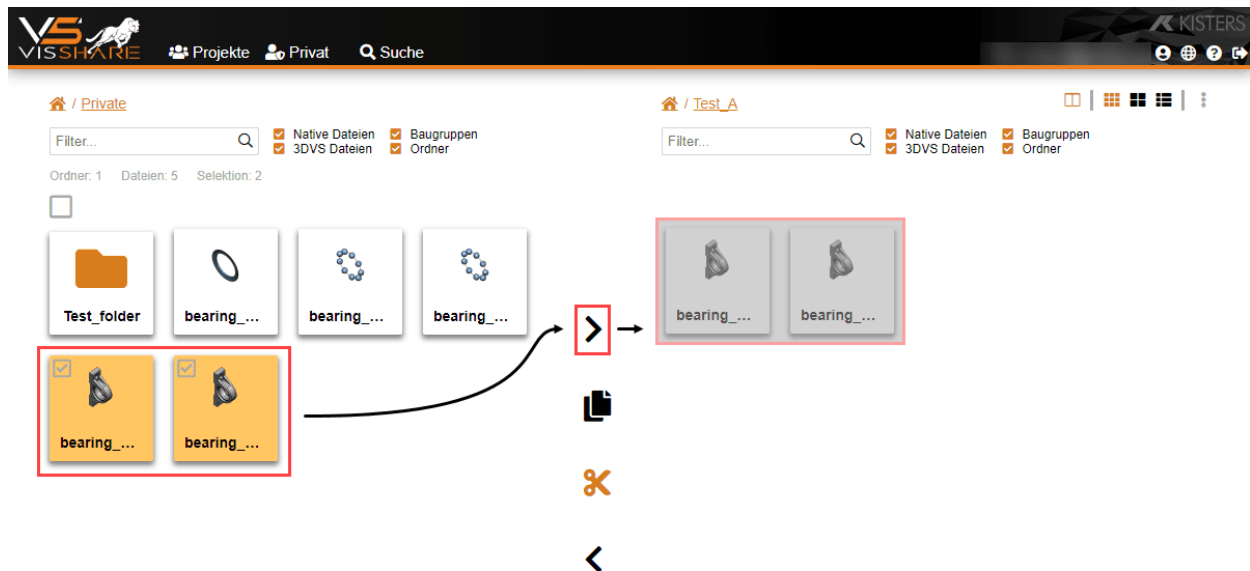 VS
VISSHARE
Projekte Privat Suche
KISTERS
/ Private
/ Test_A
Filter...
Native Dateien Baugruppen
3DVS Dateien Ordner
Filter...
Native Dateien Baugruppen
3DVS Dateien Ordner
Ordner: 1 Dateien: 5 Selektion: 2
Test_folder
bearing_...
bearing_...
bearing_...
bearing_...
bearing_...
bearing_...
bearing_...